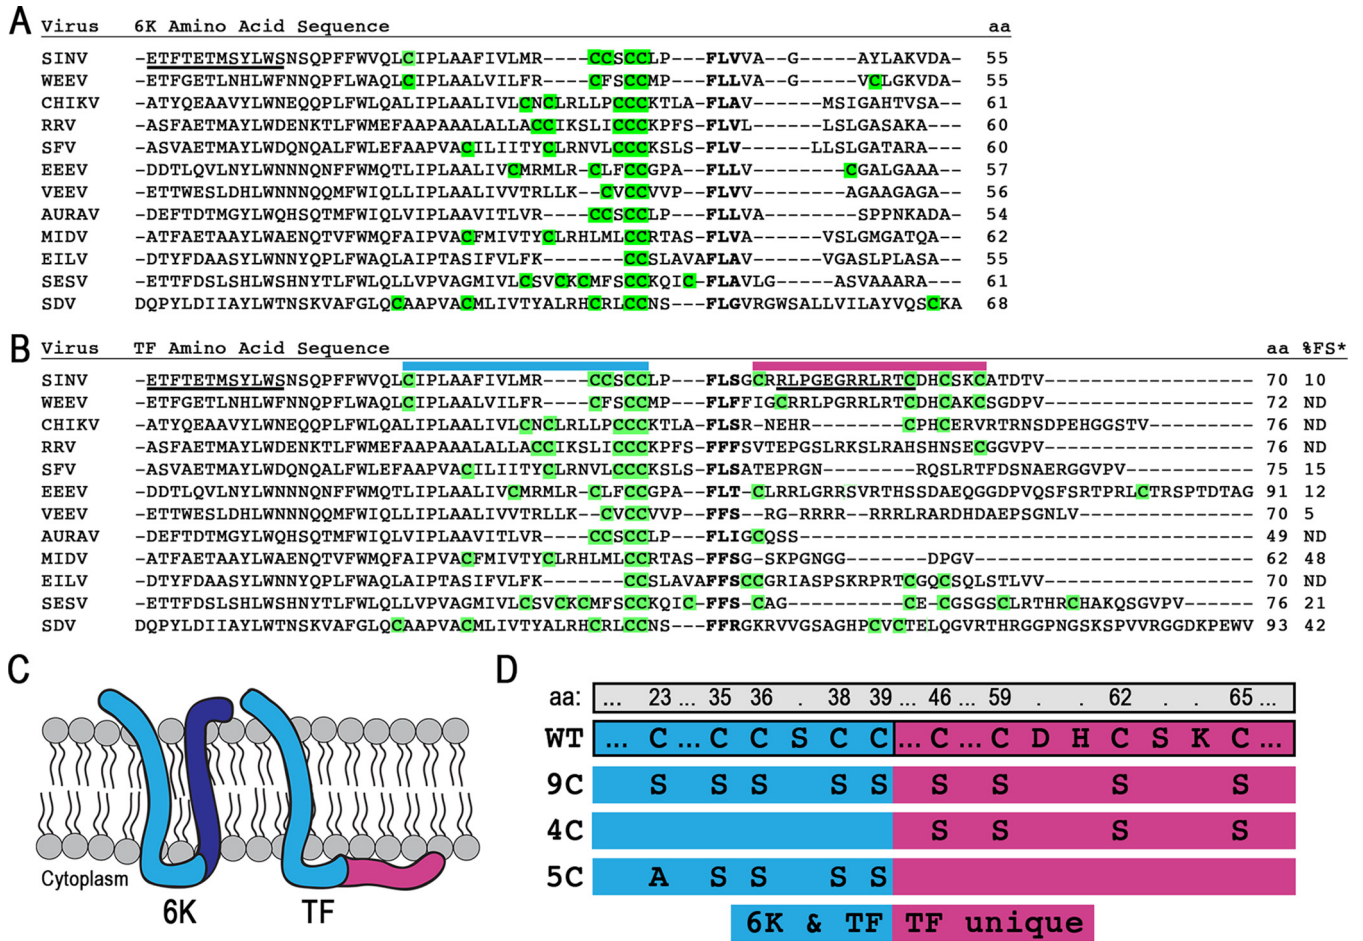 A
Virus 6K Amino Acid Sequence aa
SINV -ETFTETMSYLWSNSQPFFWVQLCIPLAAFIVLMR----CCSCCLP---FLVVA--G-----AYLAKVDA- 55
WEEV -ETFGETLNHLWFNNQPFLWAQLCIPLAALVILFR----CFSCCMP---FLLVA--G----VCLGKVDA- 55
CHIKV -ATYQEAAVYLWNEQQPLFWLQALIPLAALIVLCNCLRLLPCCCKTLA-FLAV------MSIGAHTVSA-- 61
RRV -ASFAETMAYLWDENKTLFWMEFAAPAAALALLACCIKSLICCCKPFS-FLVL------LSLGASAKA--- 60
SFV -ASVAETMAYLWDQNQALFWLEFAAPVACILIITYCLRNVLCCCKSLS-FLV------LLSLGATARA--- 60
EEEV -DDTLQVLNYLWNNNQNFFWMQTLIPLAALIVCMRMLR-CLFCCGPA--FLLV--------CGALGAAA-- 57
VEEV -ETTWESLDHLWNNNQQMFWIQLLIPLAALIVVTRLLK--CVCCVVP--FLVV-------AGAAGAGA-- 56
AURAV -DEFTDTMGYLWQHSQTMFWIQLVIPLAAVITLVR----CCSCCLP---FLLVA--------SPPNKADA- 54
MIDV -ATFAETAAYLWAENQTVFWMQFAIPVACFMIVTYCLRHLMLCCRTAS-FLVA-----VSLGMGATQA-- 62
EILV -DTYFDAASYLWNNYQPLFWAQLAIPTASIFVLFK-------CCSLAVAFLAV-----VGASLPLASA-- 55
SESV -ETTFDSLSHLWSHNYTLFWLQLLVPVAGMIVLCSVCKCMFSCCKQIC-FLAVLG-----ASVAAARA--- 61
SDV DQPYLDIIAYLWTNSKVAFGLQCAAPVACMLIVTYALRHCRLCCNS---FLGVRGWSALLVILAYVQSCKA 68
B
Virus TF Amino Acid Sequence aa %FS*
SINV -ETFTETMSYLWSNSQPFFWVQLCIPLAAFIVLMR----CCSCCLP---FLSGCRRLPGEGRRLRTCDHCSKCATDTV------------------ 70 10
WEEV -ETFGETLNHLWFNNQPFLWAQLCIPLAALVILFR----CFSCCMP---FLFFIGCRRLPGRRLRTCDHCAKCSGDPV------------------ 72 ND
CHIKV -ATYQEAAVYLWNEQQPLFWLQALIPLAALIVLCNCLRLLPCCCKTLA-FLSR-NEHR--------CPHCERVRTRNSDPEHGGSTV--------- 76 ND
RRV -ASFAETMAYLWDENKTLFWMEFAAPAAALALLACCIKSLICCCKPFS-FFFSVTEPGSLRKSLRAHSHNSECGGVPV------------------ 76 ND
SFV -ASVAETMAYLWDQNQALFWLEFAAPVACILIITYCLRNVLCCCKSLS-FLSATEPRGN--------RQSLRTFDSNAERGGVPV----------- 75 15
EEEV -DDTLQVLNYLWNNNQNFFWMQTLIPLAALIVCMRMLR-CLFCCGPA--FLT-CLRRLGRRSVRTHSSDAEQGGDPVQSFSRTPRLCTRSPTDTAG 91 12
VEEV -ETTWESLDHLWNNNQQMFWIQLLIPLAALIVVTRLLK--CVCCVVP--FFS--RG-RRRR--RRRLRARDHDAEPSGNLV--------------- 70 5
AURAV -DEFTDTMGYLWQHSQTMFWIQLVIPLAAVITLVR----CCSCCLP---FLIGCQSS--------------------------------------- 49 ND
MIDV -ATFAETAAYLWAENQTVFWMQFAIPVACFMIVTYCLRHLMLCCRTAS-FFSG-SKPGNGG-------DPGV------------------------ 62 48
EILV -DTYFDAASYLWNNYQPLFWAQLAIPTASIFVLFK-------CCSLAVAFFSCCGRIASPSKRPRTCGQCSQLSTLVV------------------ 70 ND
SESV -ETTFDSLSHLWSHNYTLFWLQLLVPVAGMIVLCSVCKCMFSCCKQIC-FFS-CAG----------CE-CGSGSCLRTHRCHAKQSGVPV------ 76 21
SDV DQPYLDIIAYLWTNSKVAFGLQCAAPVACMLIVTYALRHCRLCCNS---FFRGKRVVGSAGHPCVCTELQGVRTHRGGPNGSKSPVVRGGDKPEWV 93 42
C
Cytoplasm
6K TF
D
aa: ... 23 ... 35 36 . 38 39 ... 46 ... 59 . . 62 . . 65 ...
WT ... C ... C C S C C ... C ... C D H C S K C ...
9C S S S S S S S S S
4C S S S S
5C A S S S S
6K & TF TF unique